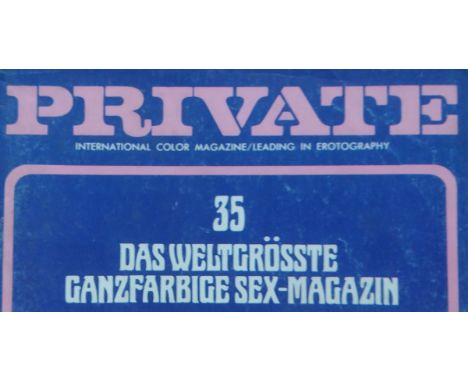 PRIVATE
INTERNATIONAL COLOR MAGAZINE/LEADING IN EROTOGRAPHY
35
DAS WELTGRÖSSTE
GANZFARBIGE SEX-MAGAZIN